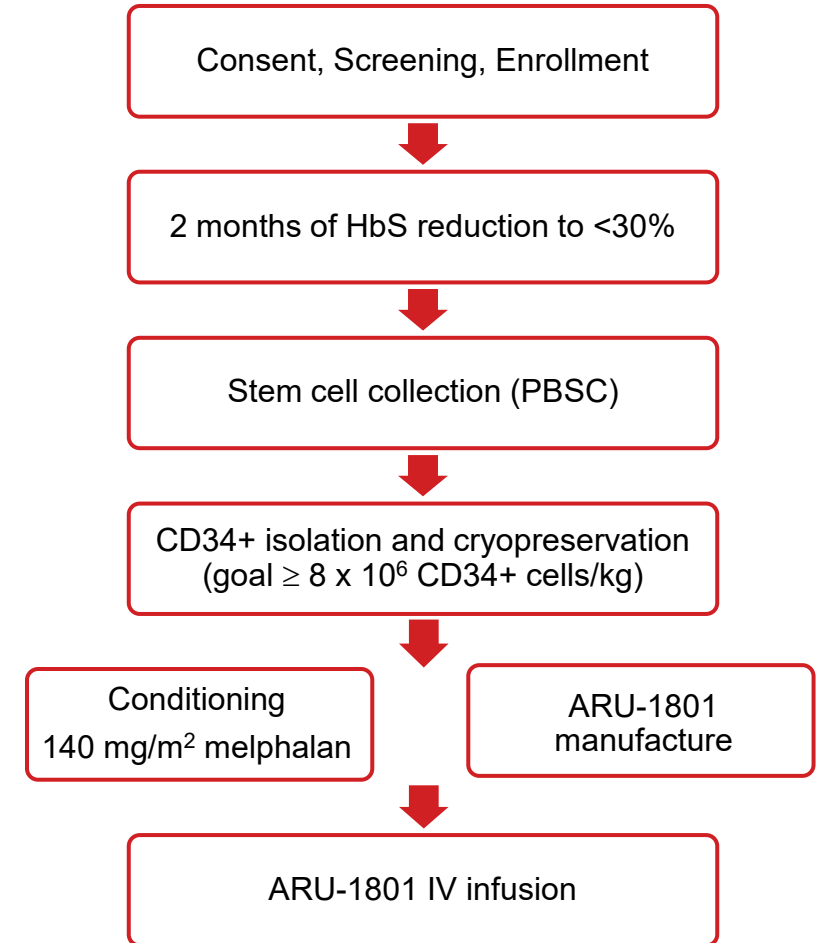 Consent, Screening, Enrollment
2 months of HbS reduction to <30%
Stem cell collection (PBSC)
CD34+ isolation and cryopreservation
(goal ≥ 8 x 10⁶ CD34+ cells/kg)
Conditioning
140 mg/m² melphalan
ARU-1801
manufacture
ARU-1801 IV infusion